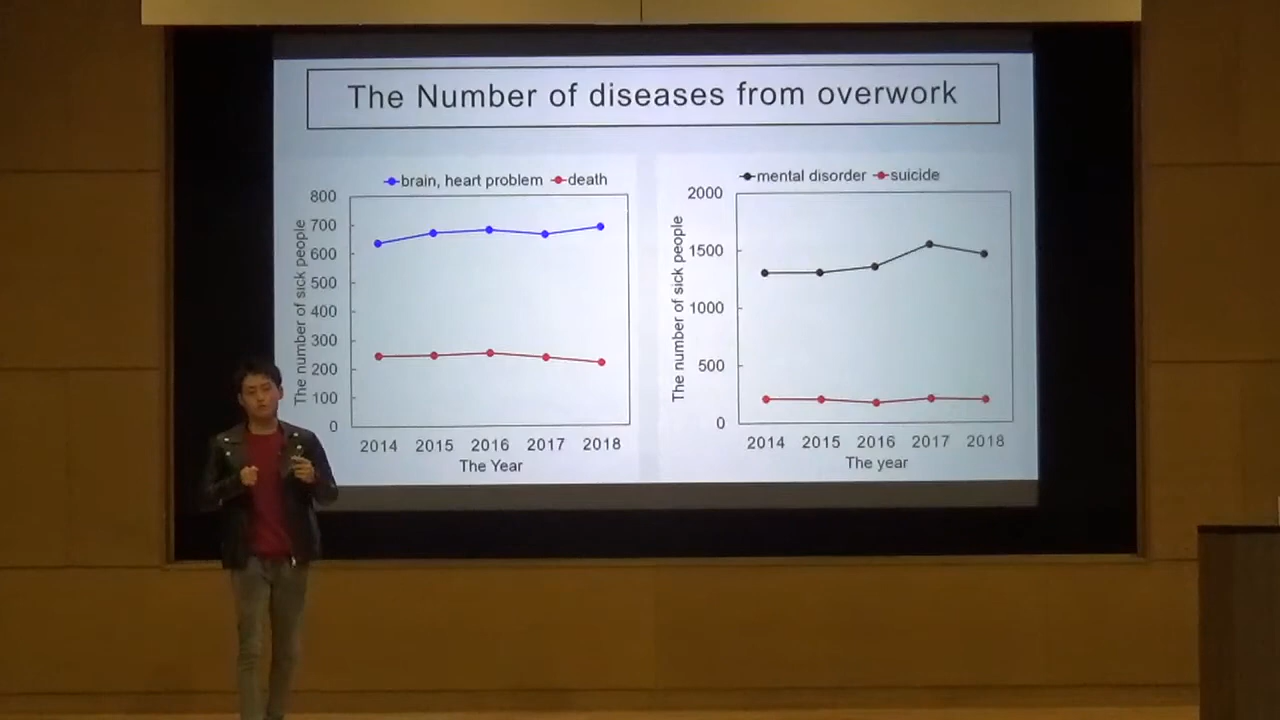 The Number of diseases from overwork
brain, heart problem death
800
700
600
500
400
300
200
100
0
The number of sick people
2014 2015 2016 2017 2018
The Year
mental disorder suicide
2000
1500
1000
500
0
The number of sick people
2014 2015 2016 2017 2018
The year